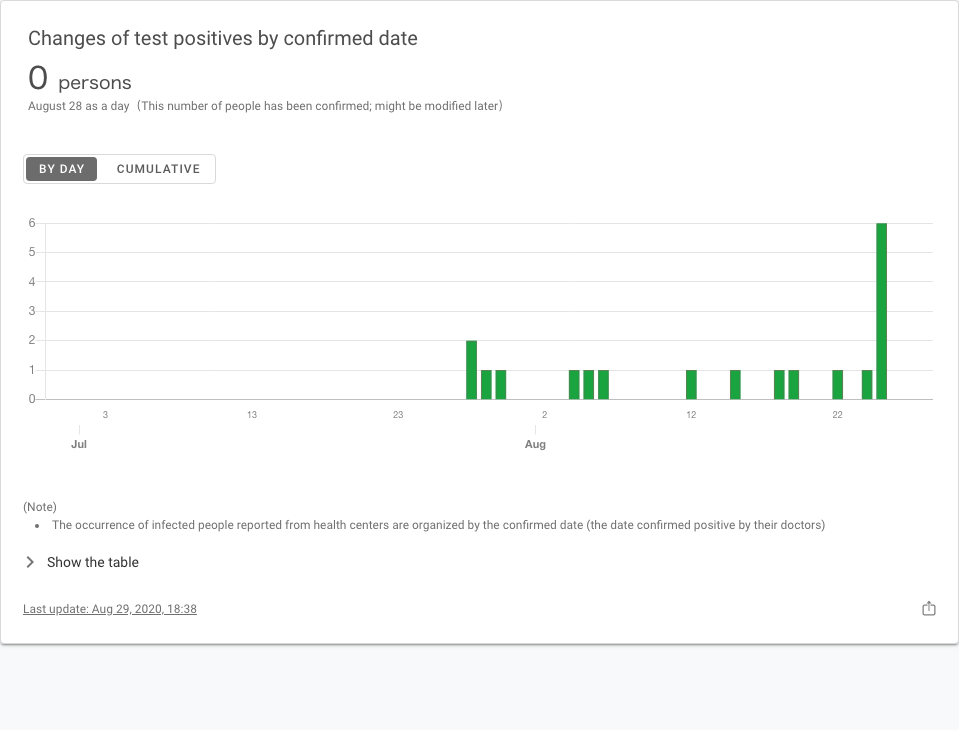 Changes of test positives by confirmed date
0 persons
August 28 as a day (This number of people has been confirmed; might be modified later)
BY DAY CUMULATIVE
6
5
4
3
2
1
0
3 13 23 2 12 22
Jul Aug
(Note)
• The occurrence of infected people reported from health centers are organized by the confirmed date (the date confirmed positive by their doctors)
Show the table
Last update: Aug 29, 2020, 18:38